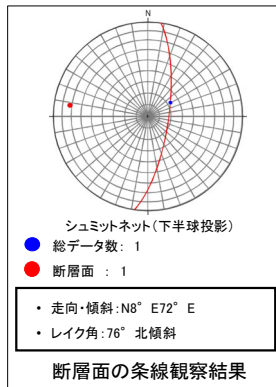 N
シュミットネット(下半球投影)
総データ数: 1
断層面 : 1
・ 走向・傾斜:N8° E72° E
・ レイク角:76° 北傾斜
断層面の条線観察結果